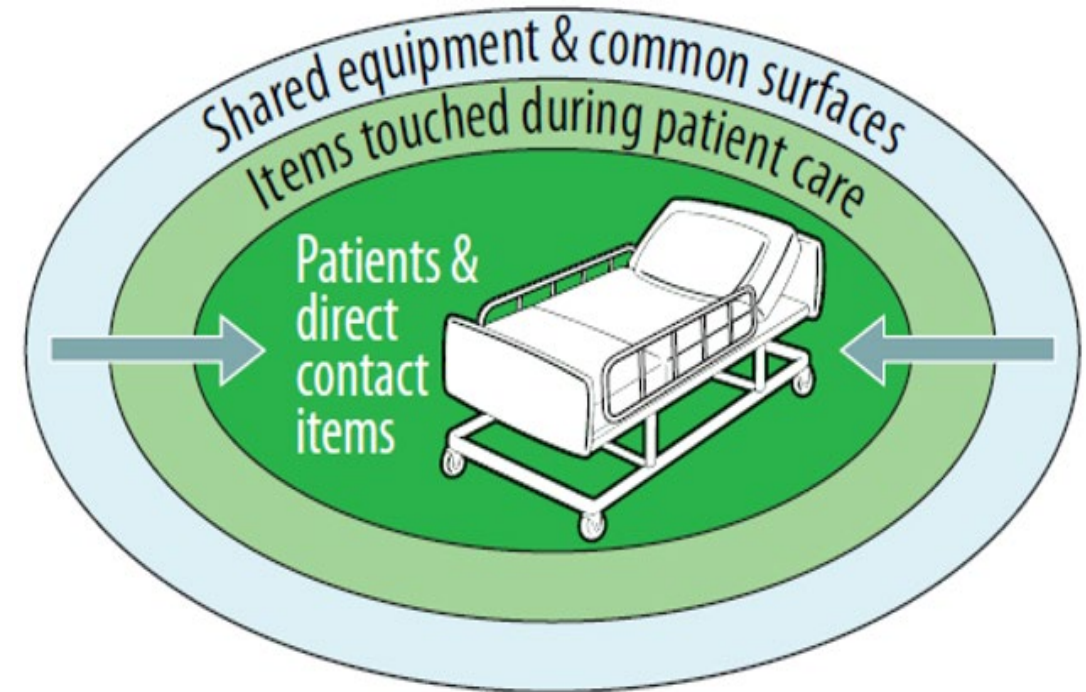 Shared equipment & common surfaces
Items touched during patient care
Patients &
direct
contact
items